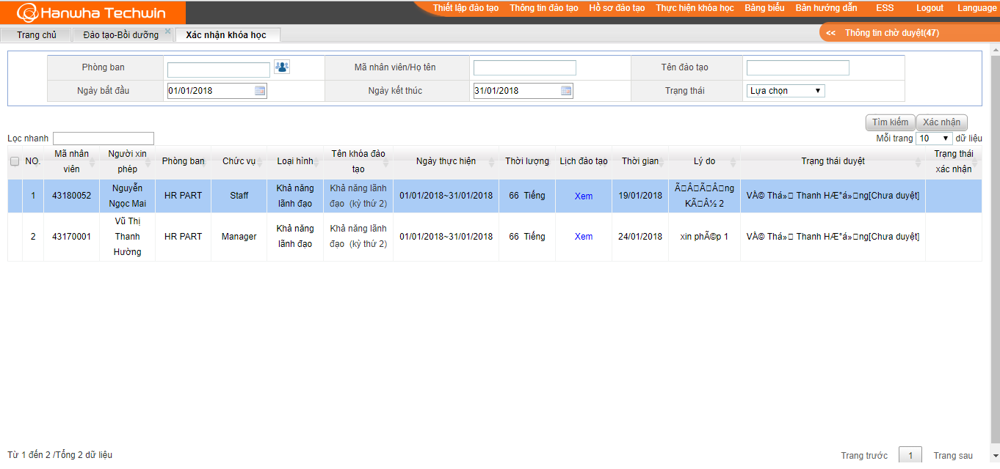 Hanwha Techwin
Thiết lập đào tạo Thông tin đào tạo Hồ sơ đào tạo Thực hiện khóa học Bảng biểu Bản hướng dẫn ESS Logout Language
Trang chủ Đào tạo-Bồi dưỡng Xác nhận khóa học
<< Thông tin chờ duyệt(47)
Phòng ban Mã nhân viên/Họ tên Tên đào tạo
Ngày bắt đầu 01/01/2018 Ngày kết thúc 31/01/2018 Trạng thái Lựa chọn
Tìm kiếm Xác nhận
Lọc nhanh Mỗi trang 10 dữ liệu
NO. Mã nhân viên Người xin phép Phòng ban Chức vụ Loại hình Tên khóa đào tạo Ngày thực hiện Thời lượng Lịch đào tạo Thời gian Lý do Trạng thái duyệt Trạng thái xác nhận
1 43180052 Nguyễn Ngọc Mai HR PART Staff Khả năng lãnh đạo Khả năng lãnh đạo (kỳ thứ 2) 01/01/2018~31/01/2018 66 Tiếng Xem 19/01/2018 Ã□Â□Ã□Â□ng KÃ□Â½ 2 VÅ© Thá»□ Thanh HÆ°á»□ng[Chưa duyệt]
2 43170001 Vũ Thị Thanh Hường HR PART Manager Khả năng lãnh đạo Khả năng lãnh đạo (kỳ thứ 2) 01/01/2018~31/01/2018 66 Tiếng Xem 24/01/2018 xin phÃ©p 1 VÅ© Thá»□ Thanh HÆ°á»□ng[Chưa duyệt]
Từ 1 đến 2 /Tổng 2 dữ liệu
Trang trước 1 Trang sau